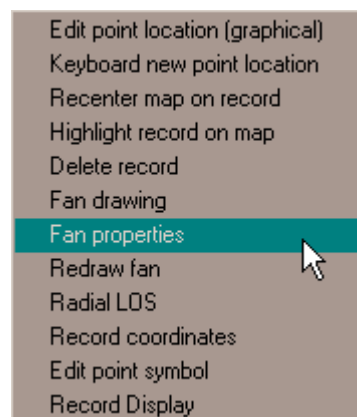 Edit point location (graphical)
Keyboard new point location
Recenter map on record
Highlight record on map
Delete record
Fan drawing
Fan properties
Redraw fan
Radial LOS
Record coordinates
Edit point symbol
Record Display